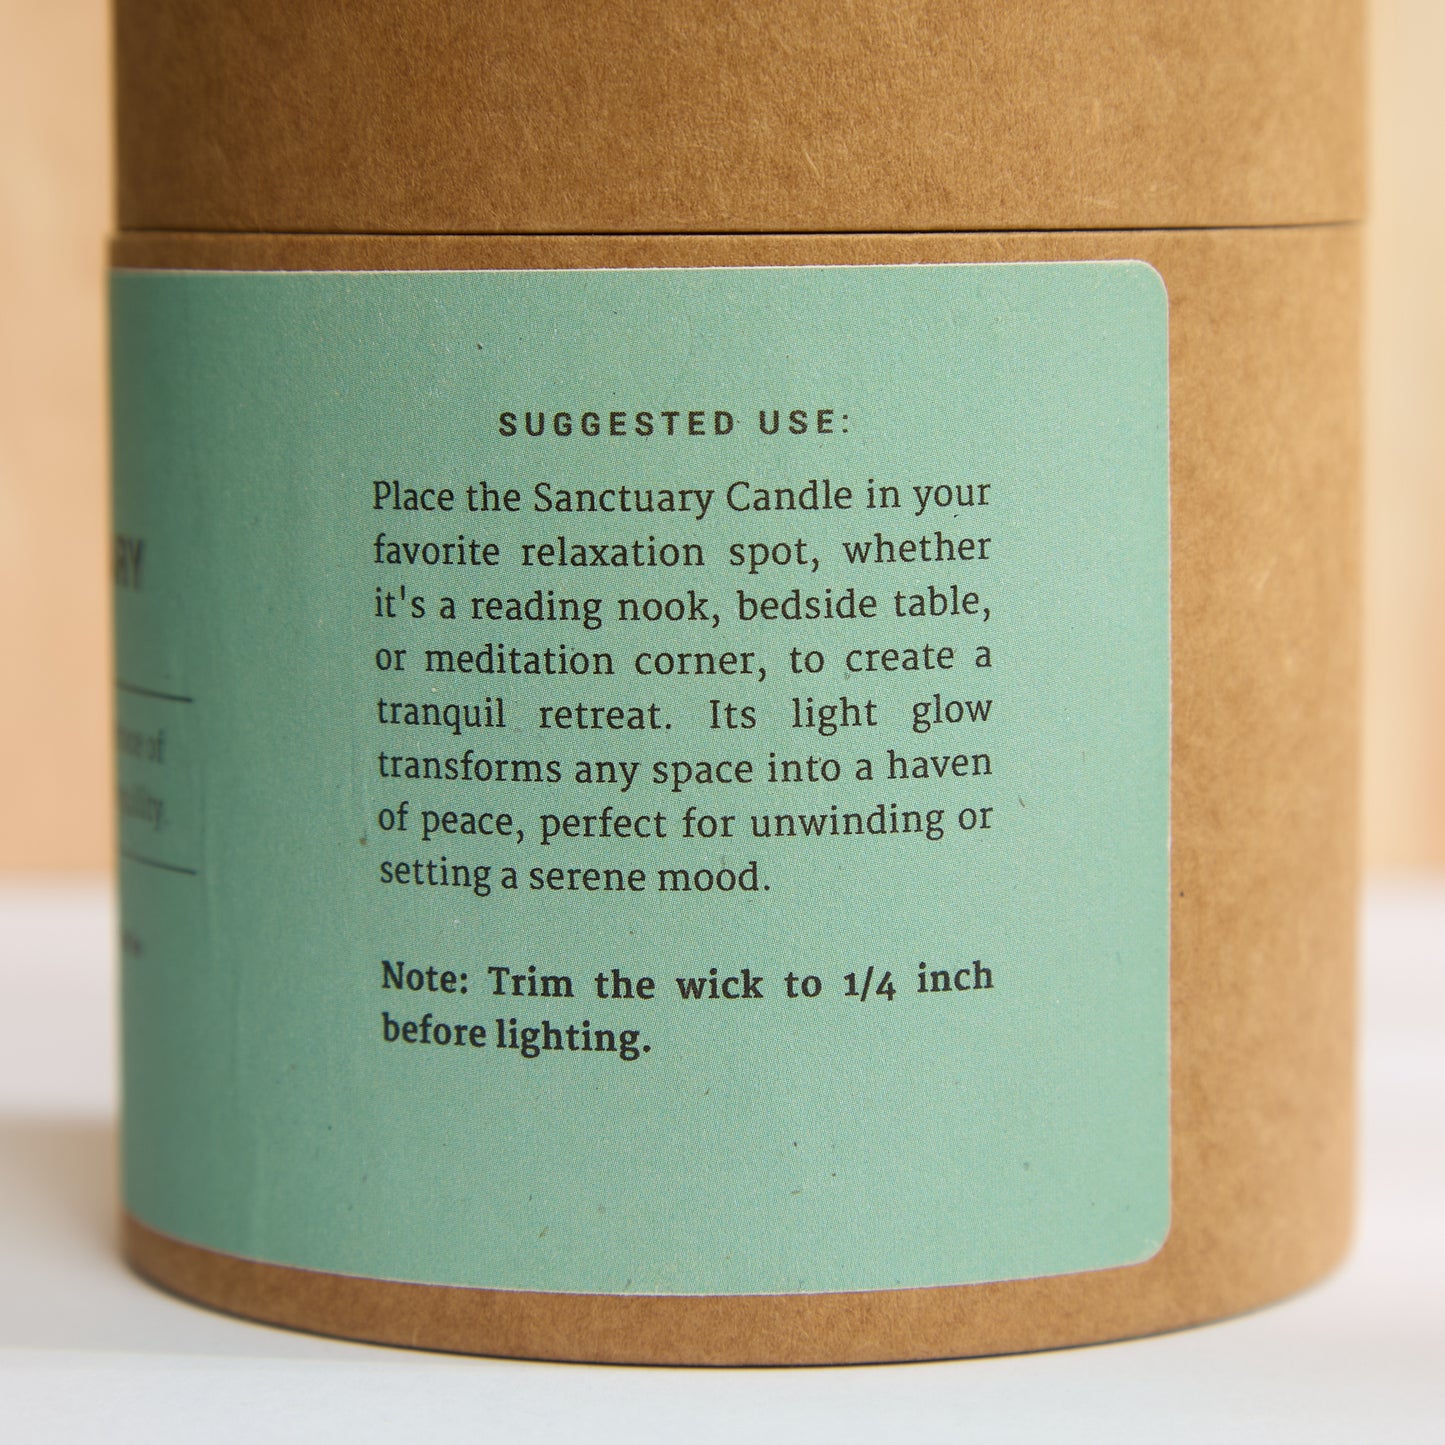 SUGGESTED USE:
Place the Sanctuary Candle in your
favorite relaxation spot, whether
it's a reading nook, bedside table,
or meditation corner, to create a
tranquil retreat. Its light glow
transforms any space into a haven
of peace, perfect for unwinding or
setting a serene mood.
Note: Trim the wick to 1/4 inch
before lighting.